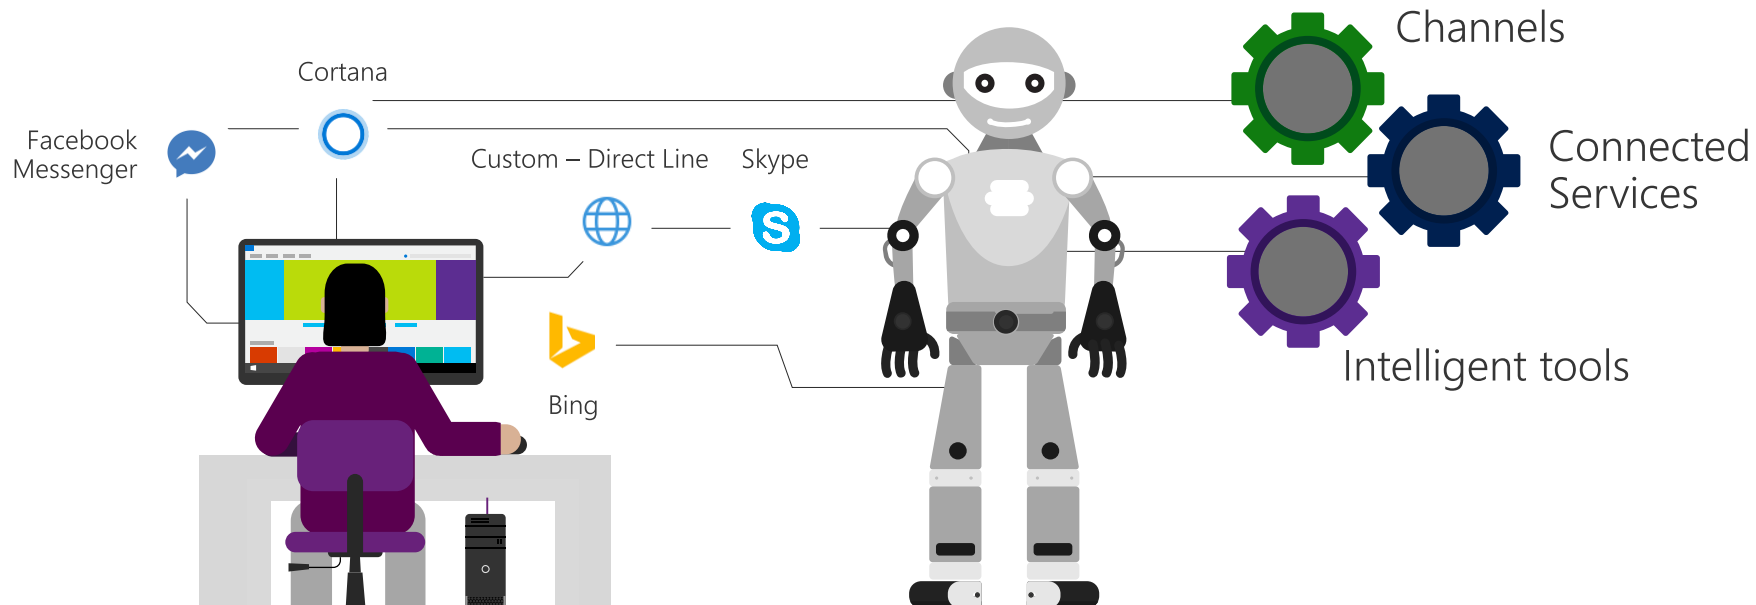 Channels
Cortana
Facebook
Messenger
Custom – Direct Line
Skype
Connected
Services
Bing
Intelligent tools